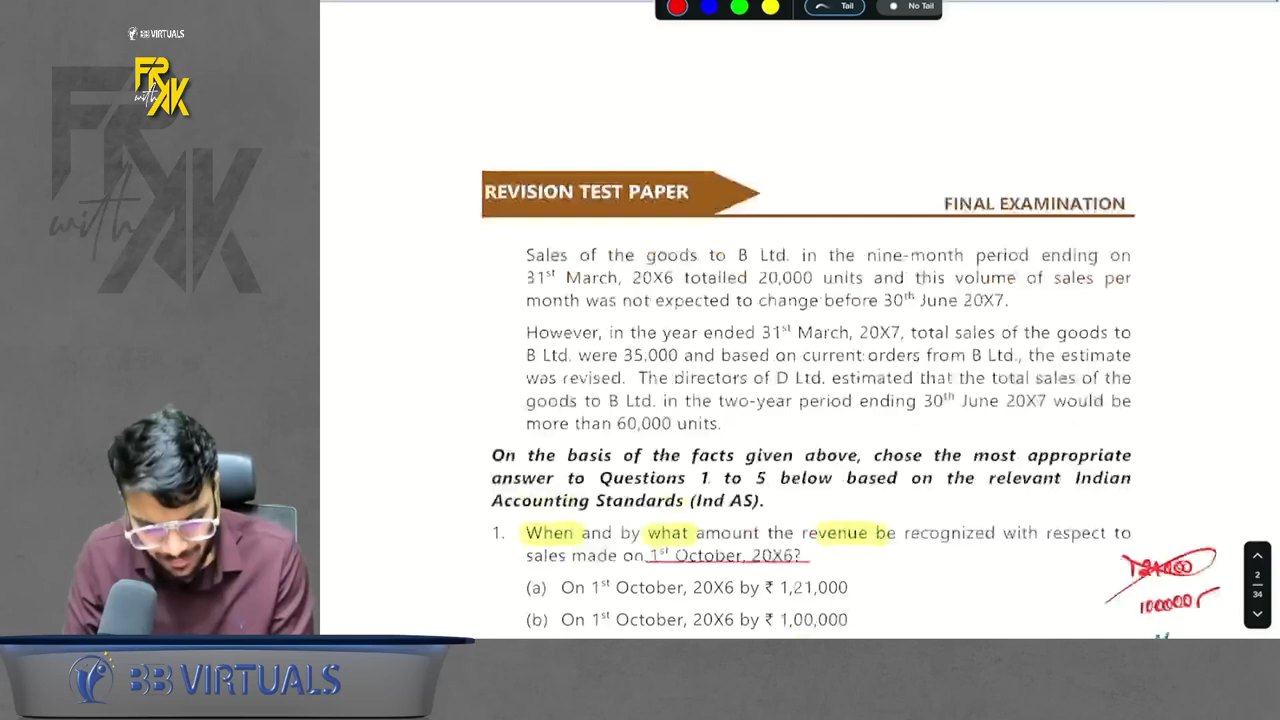 Tail
No Tail
BB VIRTUALS
FR
with
AK
FR
with
AK
REVISION TEST PAPER
FINAL EXAMINATION
Sales of the goods to B Ltd. in the nine-month period ending on
31st March, 20X6 totalled 20,000 units and this volume of sales per
month was not expected to change before 30th June 20X7.
However, in the year ended 31st March, 20X7, total sales of the goods to
B Ltd. were 35,000 and based on current orders from B Ltd., the estimate
was revised. The directors of D Ltd. estimated that the total sales of the
goods to B Ltd. in the two-year period ending 30th June 20X7 would be
more than 60,000 units.
On the basis of the facts given above, chose the most appropriate
answer to Questions 1 to 5 below based on the relevant Indian
Accounting Standards (Ind AS).
1. When and by what amount the revenue be recognized with respect to
sales made on 1st October, 20X6?
(a) On 1st October, 20X6 by ₹ 1,21,000
(b) On 1st October, 20X6 by ₹ 1,00,000
121000
100000
2
34
BB VIRTUALS